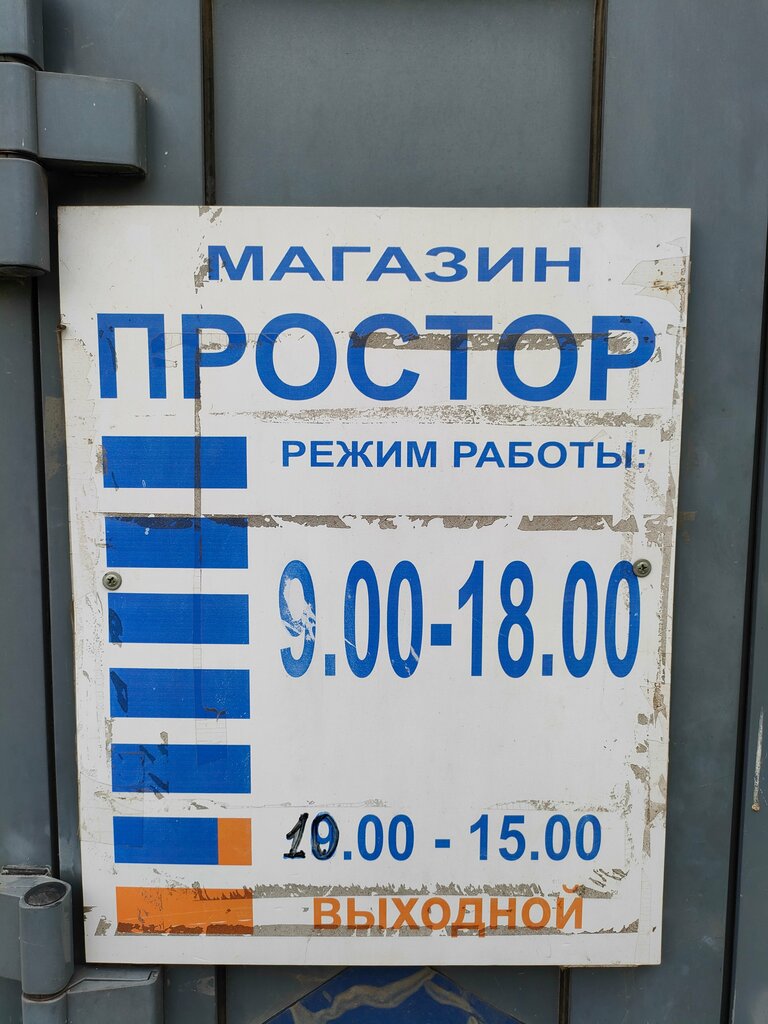 МАГАЗИН
ПРОСТОР
РЕЖИМ РАБОТЫ:
9.00-18.00
10.00 - 15.00
ВЫХОДНОЙ